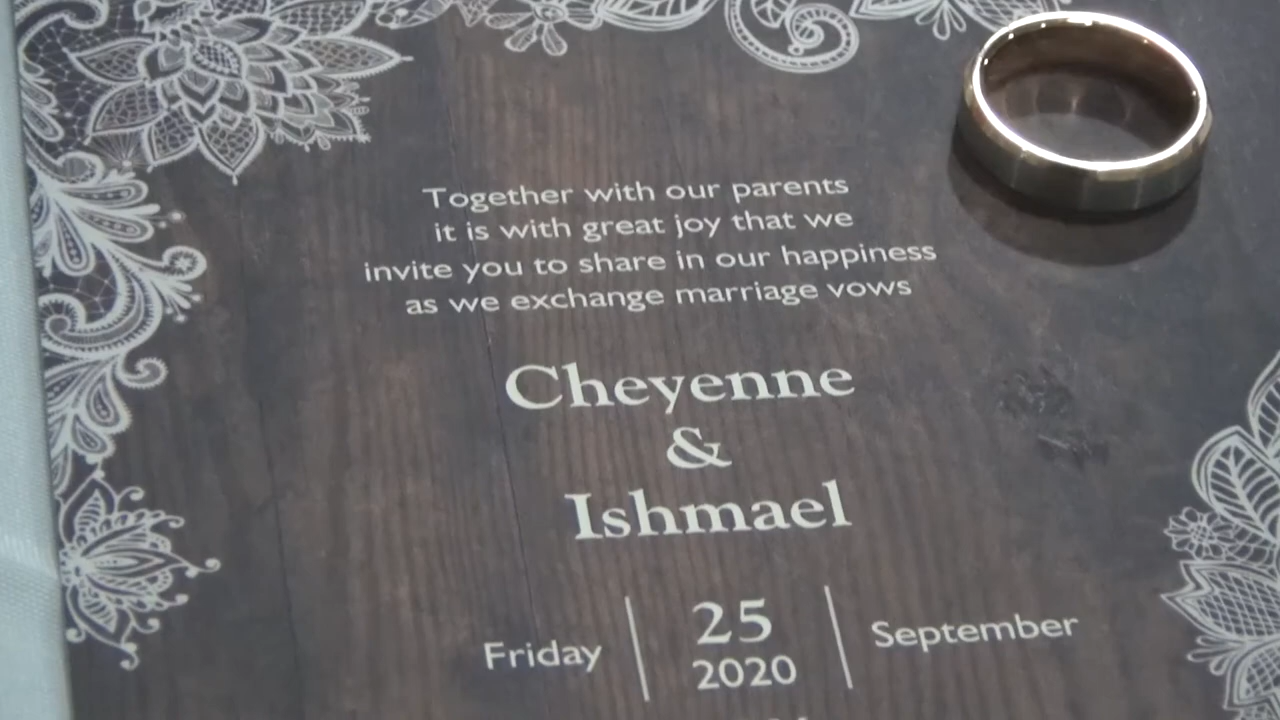 Together with our parents
it is with great joy that we
invite you to share in our happiness
as we exchange marriage vows
Cheyenne
&
Ishmael
Friday
25
2020
September